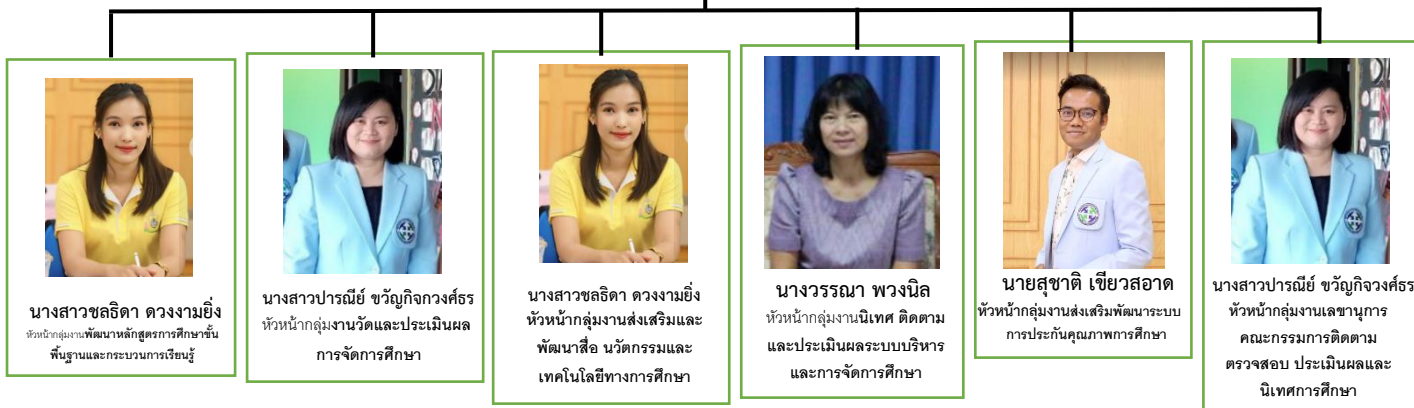 นางสาวชลธิดา ดวงงามยิ่ง
หัวหน้ากลุ่มงานพัฒนาหลักสูตรการศึกษาขั้น
พื้นฐานและกระบวนการเรียนรู้
นางสาวปารณีย์ ขวัญกิจกวงศ์ธร
หัวหน้ากลุ่มงานวัดและประเมินผล
การจัดการศึกษา
นางสาวชลธิดา ดวงงามยิ่ง
หัวหน้ากลุ่มงานส่งเสริมและ
พัฒนาสื่อ นวัตกรรมและ
เทคโนโลยีทางการศึกษา
นางวรรณา พวงนิล
หัวหน้ากลุ่มงานนิเทศ ติดตาม
และประเมินผลระบบบริหาร
และการจัดการศึกษา
นายสุชาติ เขียวสอาด
หัวหน้ากลุ่มงานส่งเสริมพัฒนาระบบ
การประกันคุณภาพการศึกษา
นางสาวปารณีย์ ขวัญกิจวงศ์ธร
หัวหน้ากลุ่มงานเลขานุการ
คณะกรรมการติดตาม
ตรวจสอบ ประเมินผลและ
นิเทศการศึกษา